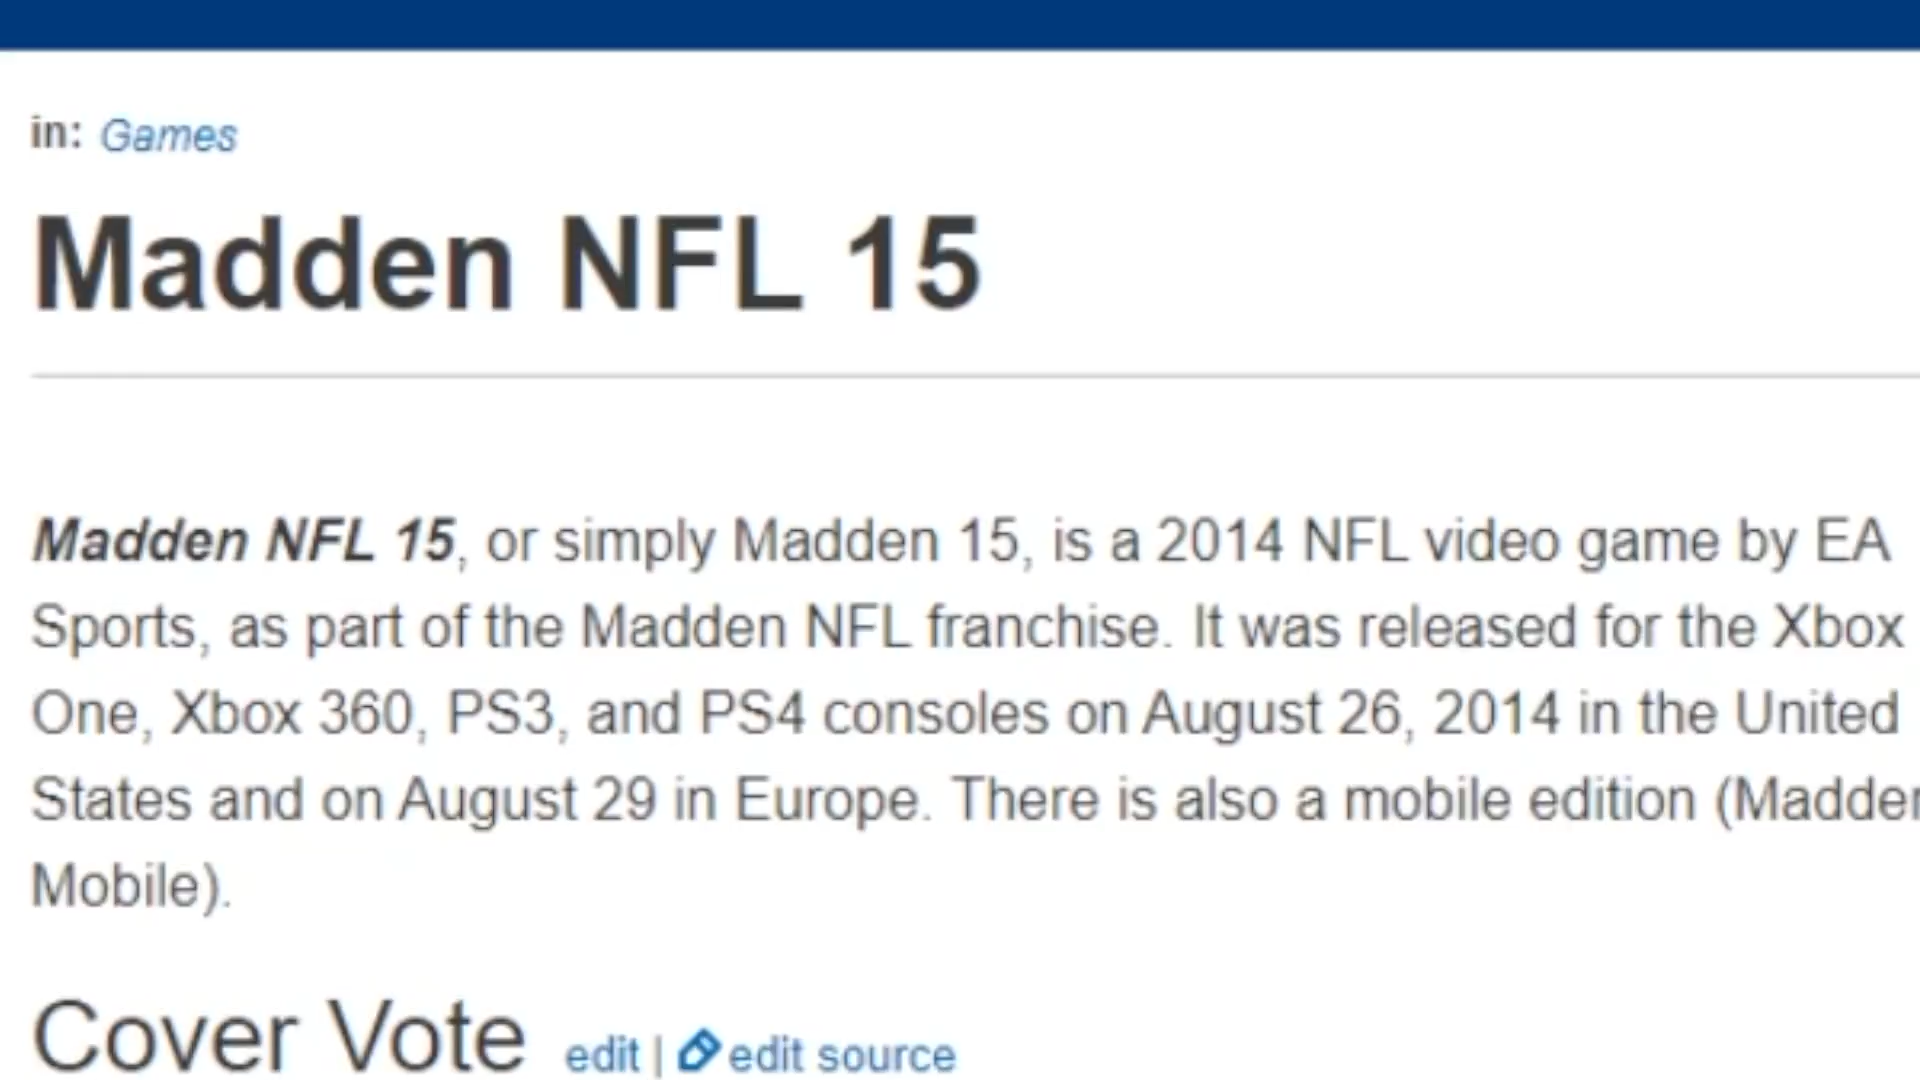 in: Games
Madden NFL 15
Madden NFL 15, or simply Madden 15, is a 2014 NFL video game by EA
Sports, as part of the Madden NFL franchise. It was released for the Xbox
One, Xbox 360, PS3, and PS4 consoles on August 26, 2014 in the United
States and on August 29 in Europe. There is also a mobile edition (Madden
Mobile).
Cover Vote edit | edit source